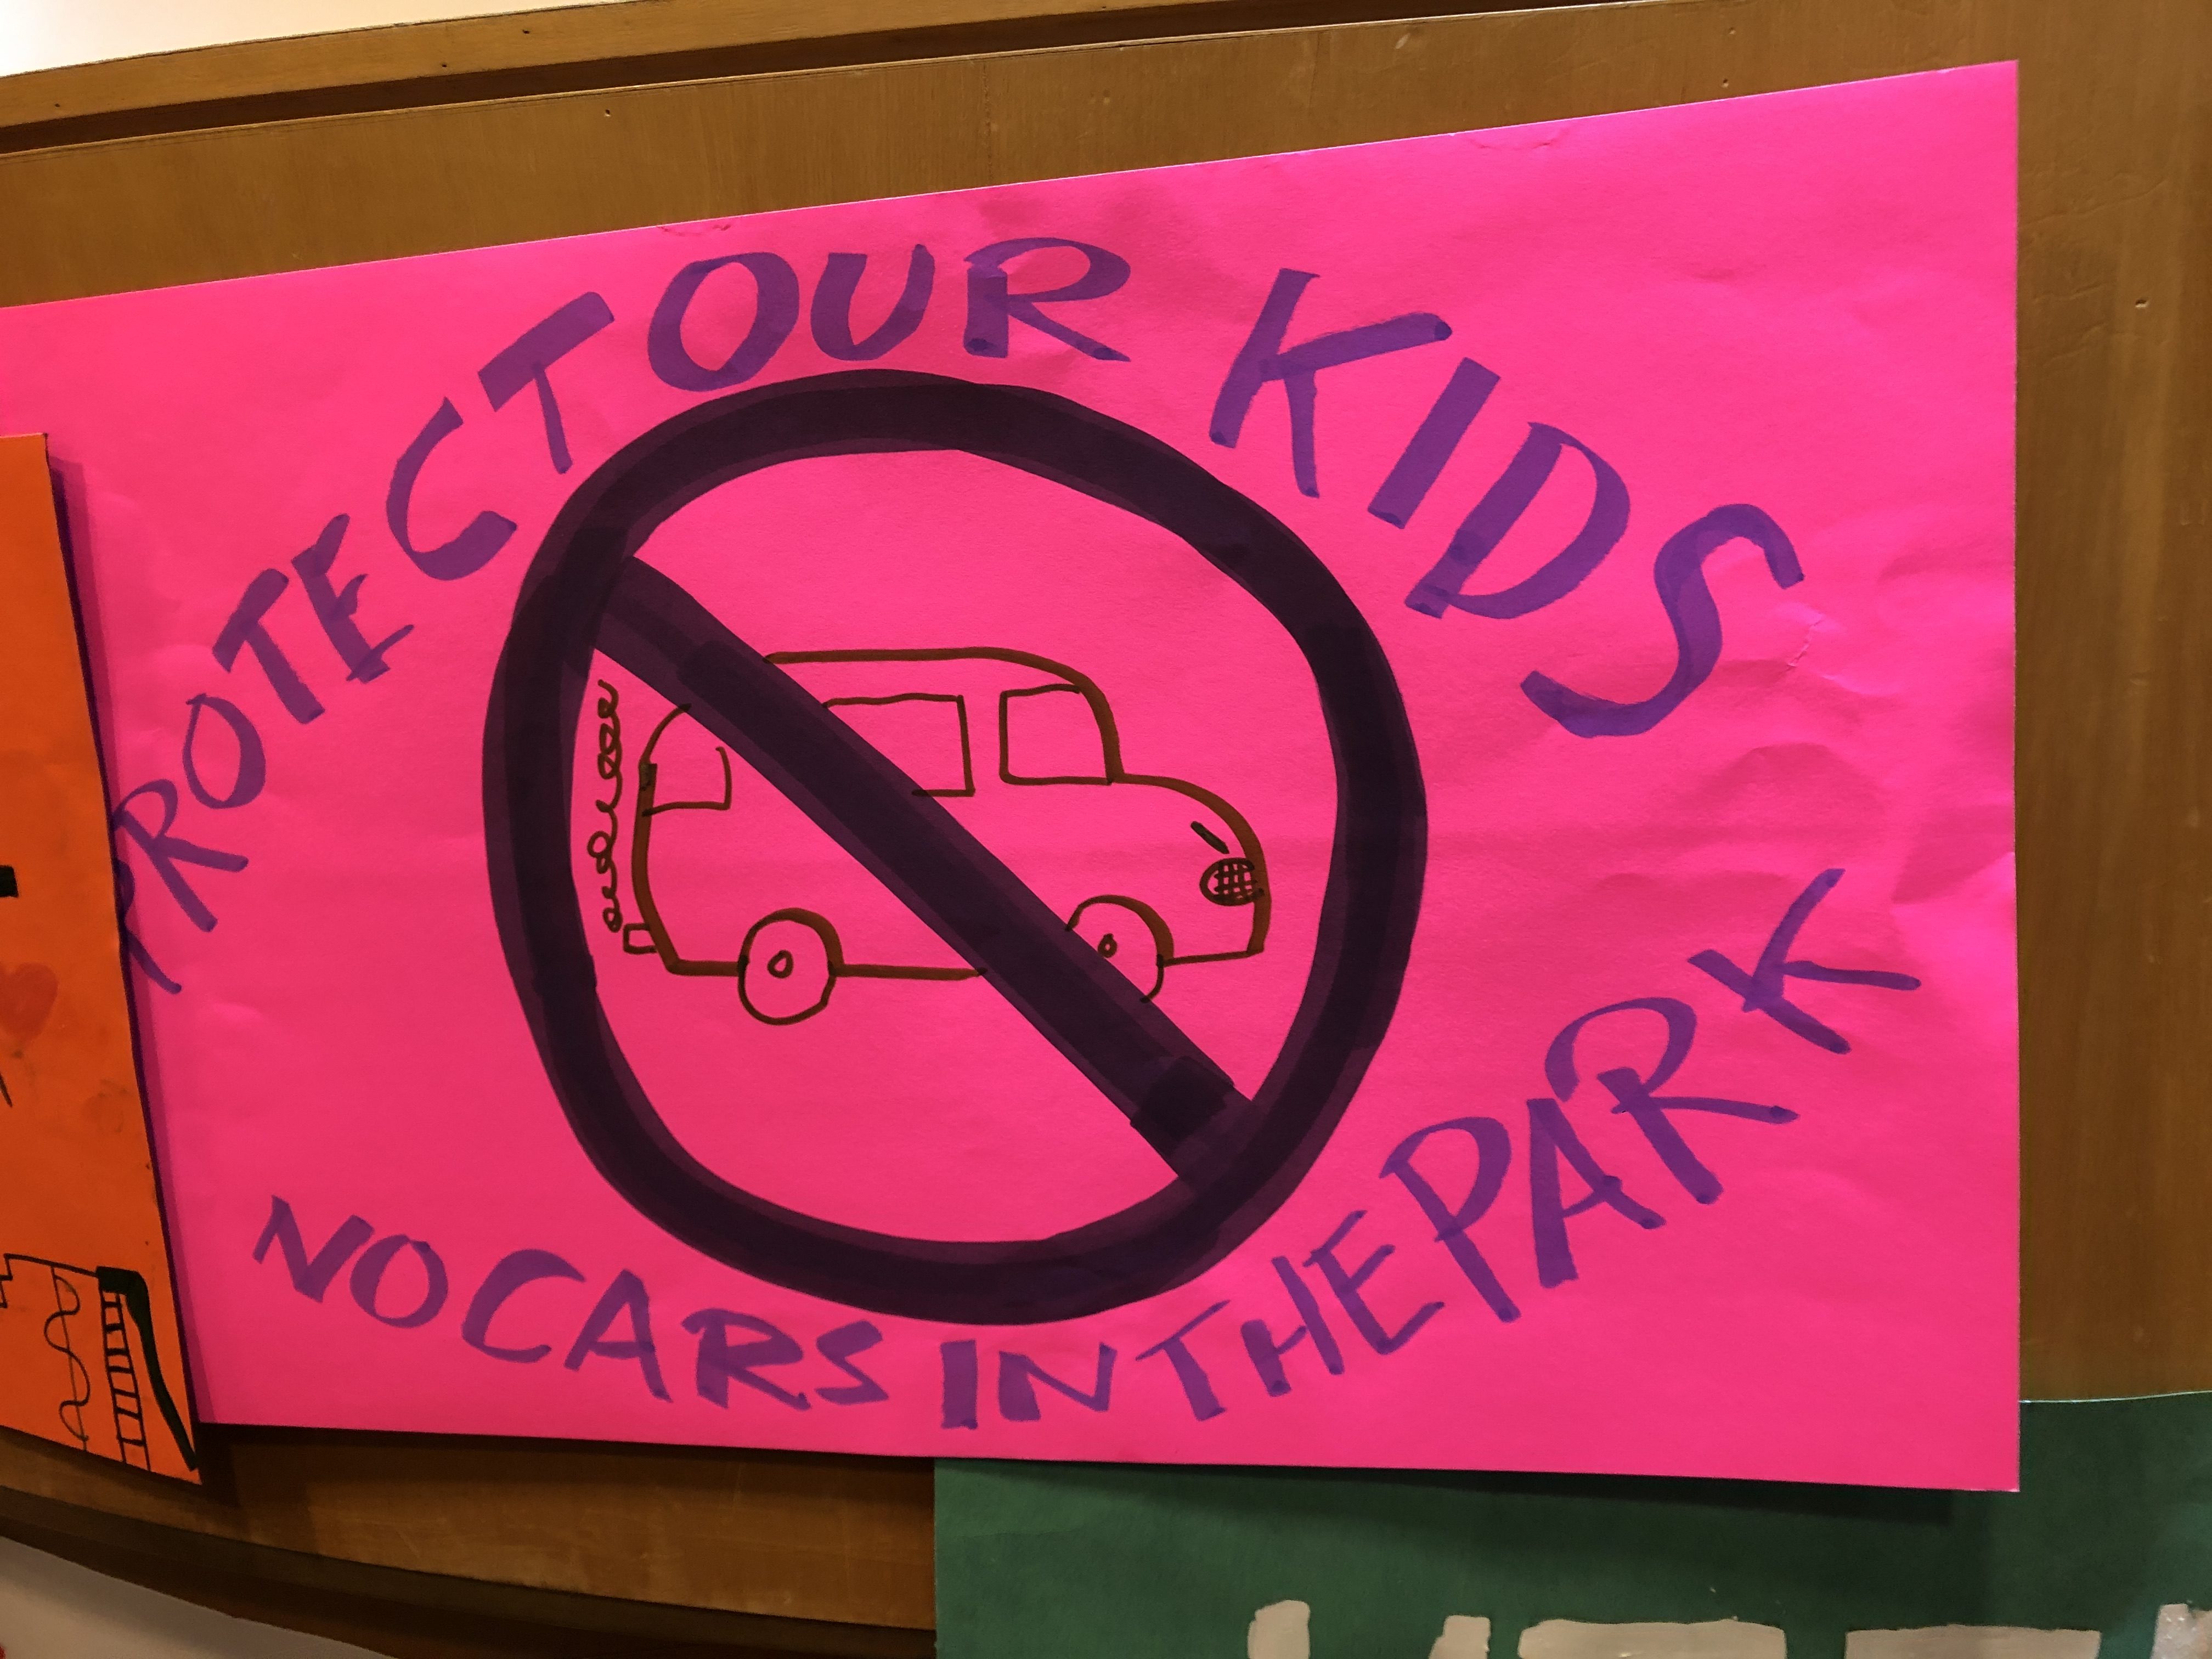 PROTECT OUR KIDS
NO CARS IN THE PARK